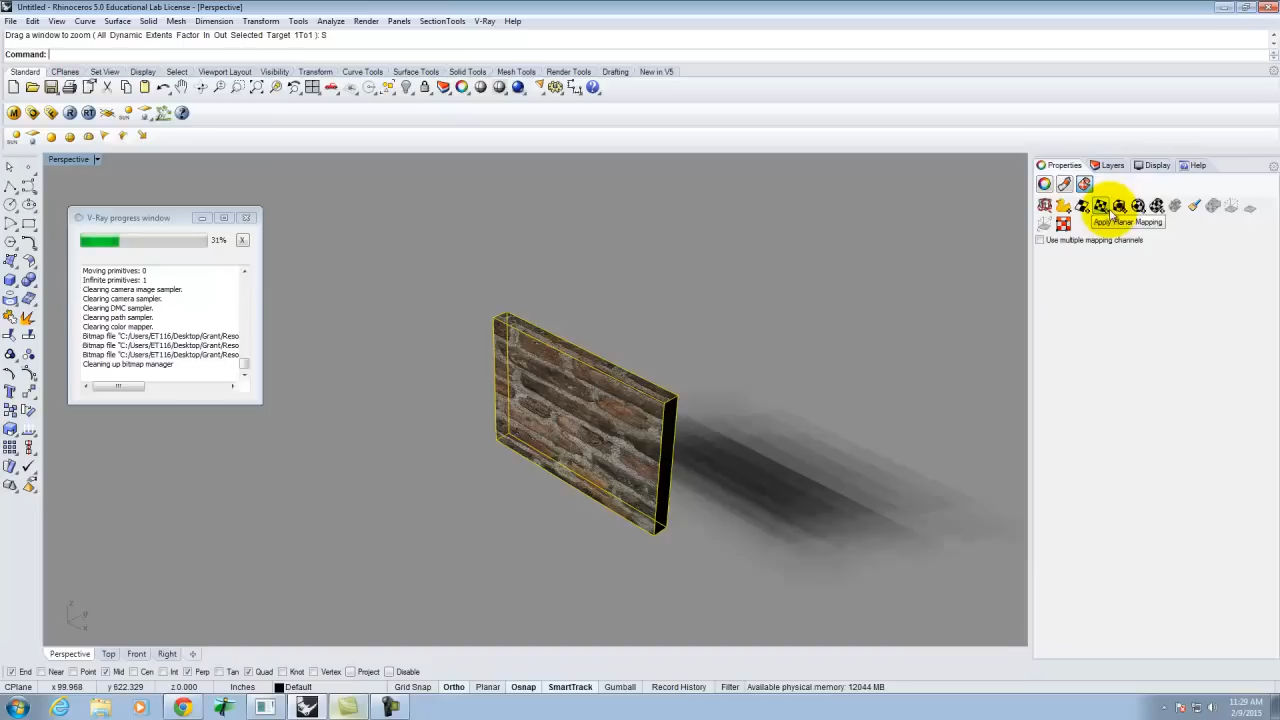 Untitled - Rhinoceros 5.0 Educational Lab License - [Perspective]
File Edit View Curve Surface Solid Mesh Dimension Transform Tools Analyze Render Panels SectionTools V-Ray Help
Drag a window to zoom ( All Dynamic Extents Factor In Out Selected Target 1To1 ): S
Command:
Standard CPlanes Set View Display Select Viewport Layout Visibility Transform Curve Tools Surface Tools Solid Tools Mesh Tools Render Tools Drafting New in V5
Perspective
Properties Layers Display Help
Apply Planar Mapping
Use multiple mapping channels
V-Ray progress window
31% X
Moving primitives: 0
Infinite primitives: 1
Clearing camera image sampler.
Clearing camera sampler.
Clearing DMC sampler.
Clearing path sampler.
Clearing color mapper.
Bitmap file "C:/Users/ET116/Desktop/Grant/Reso
Bitmap file "C:/Users/ET116/Desktop/Grant/Reso
Bitmap file "C:/Users/ET116/Desktop/Grant/Reso
Cleaning up bitmap manager
z
y
x
Perspective Top Front Right
End Near Point Mid Cen Int Perp Tan Quad Knot Vertex Project Disable
CPlane x 99.968 y 622.329 z 0.000 Inches Default Grid Snap Ortho Planar Osnap SmartTrack Gumball Record History Filter Available physical memory: 12044 MB
11:29 AM
2/9/2015